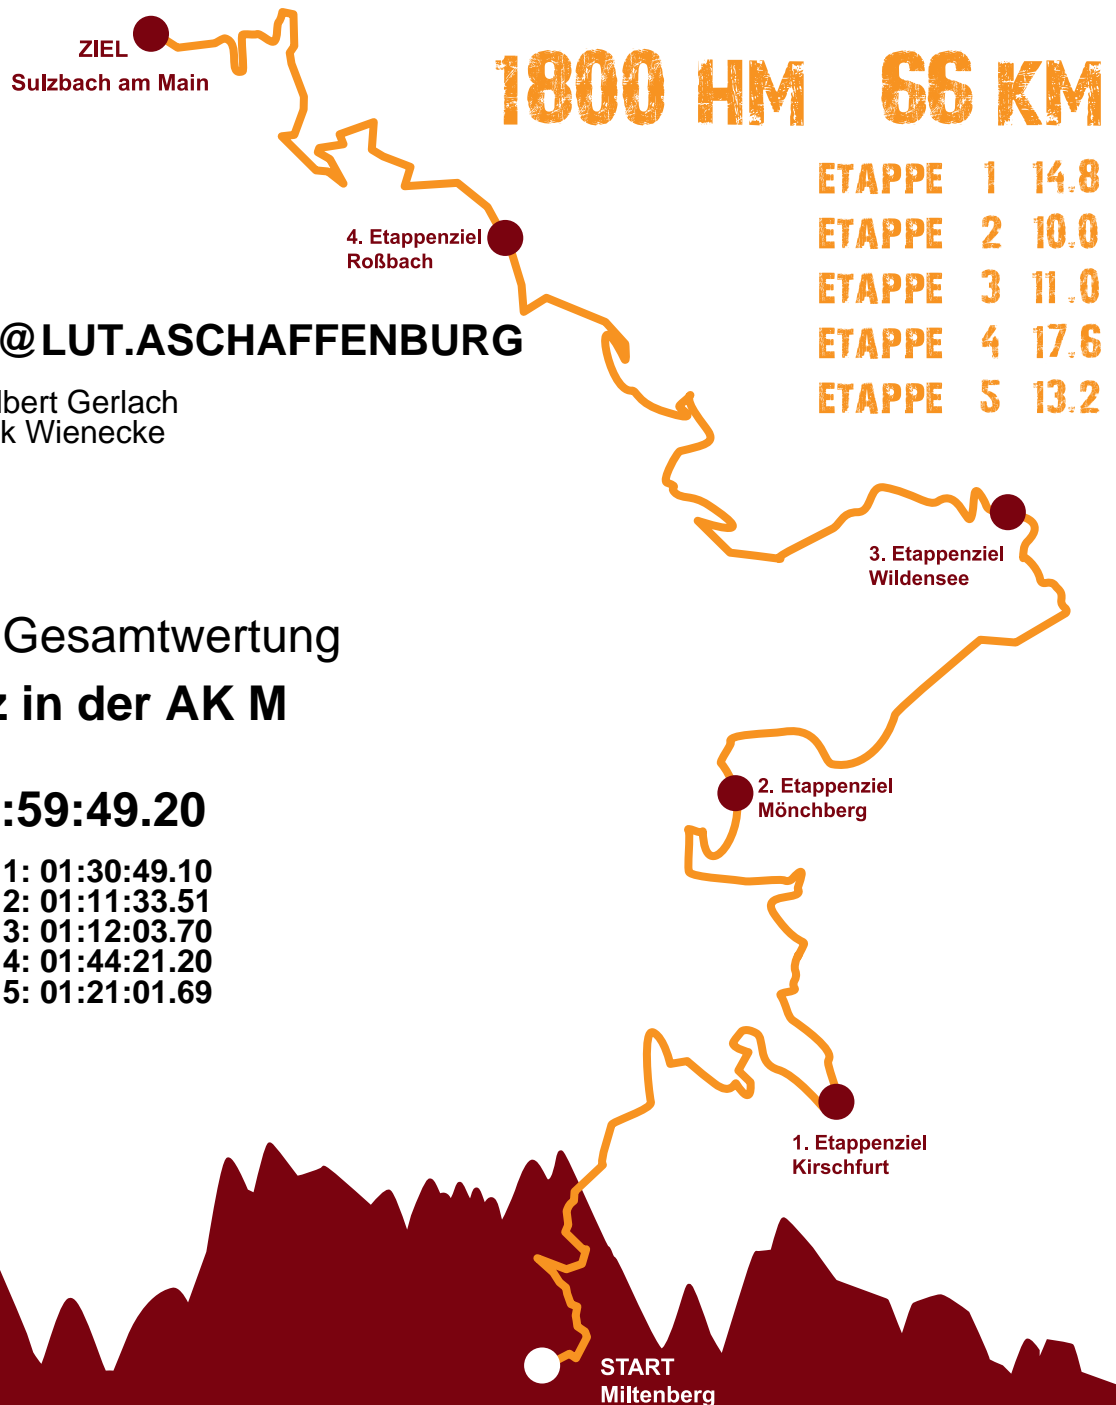 ZIEL
Sulzbach am Main
1800 HM 66 KM
ETAPPE 1 14.8
ETAPPE 2 10.0
ETAPPE 3 11.0
ETAPPE 4 17.6
ETAPPE 5 13.2
4. Etappenziel
Roßbach
@LUT.ASCHAFFENBURG
lbert Gerlach
k Wienecke
3. Etappenziel
Wildensee
Gesamtwertung
z in der AK M
2. Etappenziel
Mönchberg
:59:49.20
1: 01:30:49.10
2: 01:11:33.51
3: 01:12:03.70
4: 01:44:21.20
5: 01:21:01.69
1. Etappenziel
Kirschfurt
START
Miltenberg